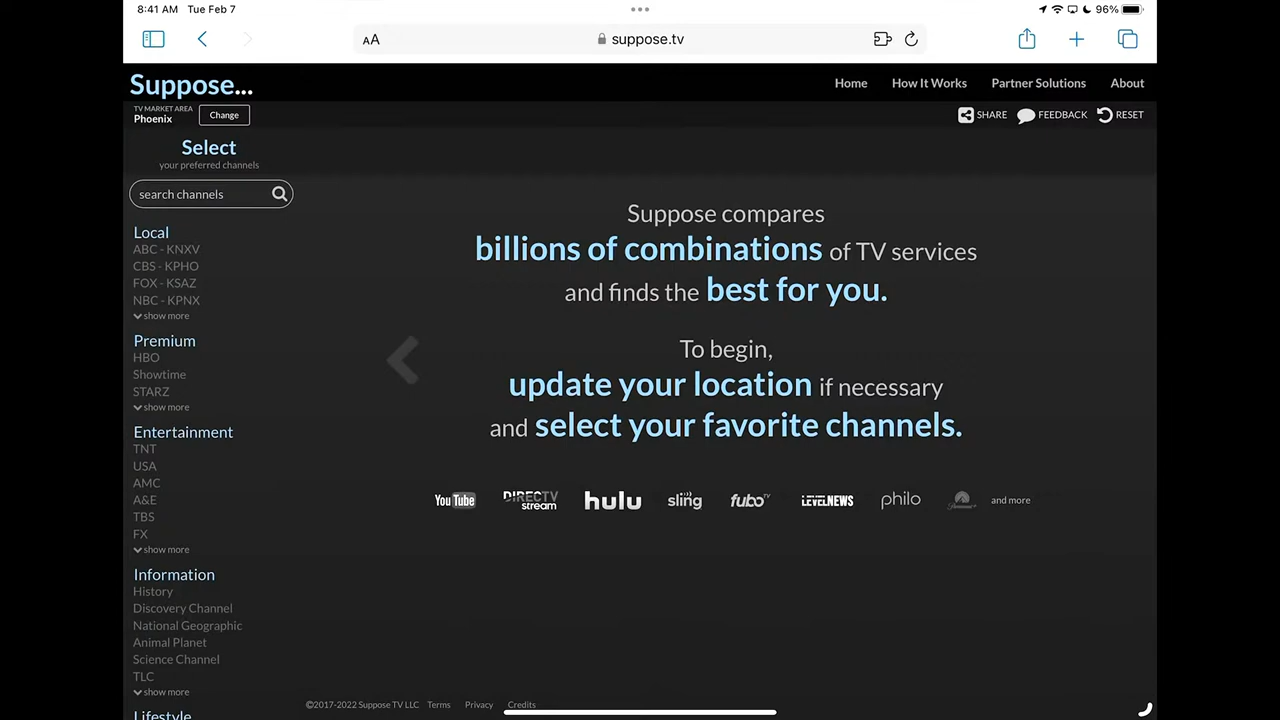 8:41 AM Tue Feb 7
96%
AA
suppose.tv
Suppose...
Home
How It Works
Partner Solutions
About
TV MARKET AREA
Phoenix
Change
SHARE
FEEDBACK
RESET
Select
your preferred channels
search channels
Local
ABC - KNXV
CBS - KPHO
FOX - KSAZ
NBC - KPNX
show more
Premium
HBO
Showtime
STARZ
show more
Entertainment
TNT
USA
AMC
A&E
TBS
FX
show more
Information
History
Discovery Channel
National Geographic
Animal Planet
Science Channel
TLC
show more
Lifestyle
Suppose compares
billions of combinations of TV services
and finds the best for you.
To begin,
update your location if necessary
and select your favorite channels.
YouTube
DIRECTV stream
hulu
sling
fuboTV
LEVELNEWS
philo
Paramount+
and more
©2017-2022 Suppose TV LLC
Terms
Privacy
Credits